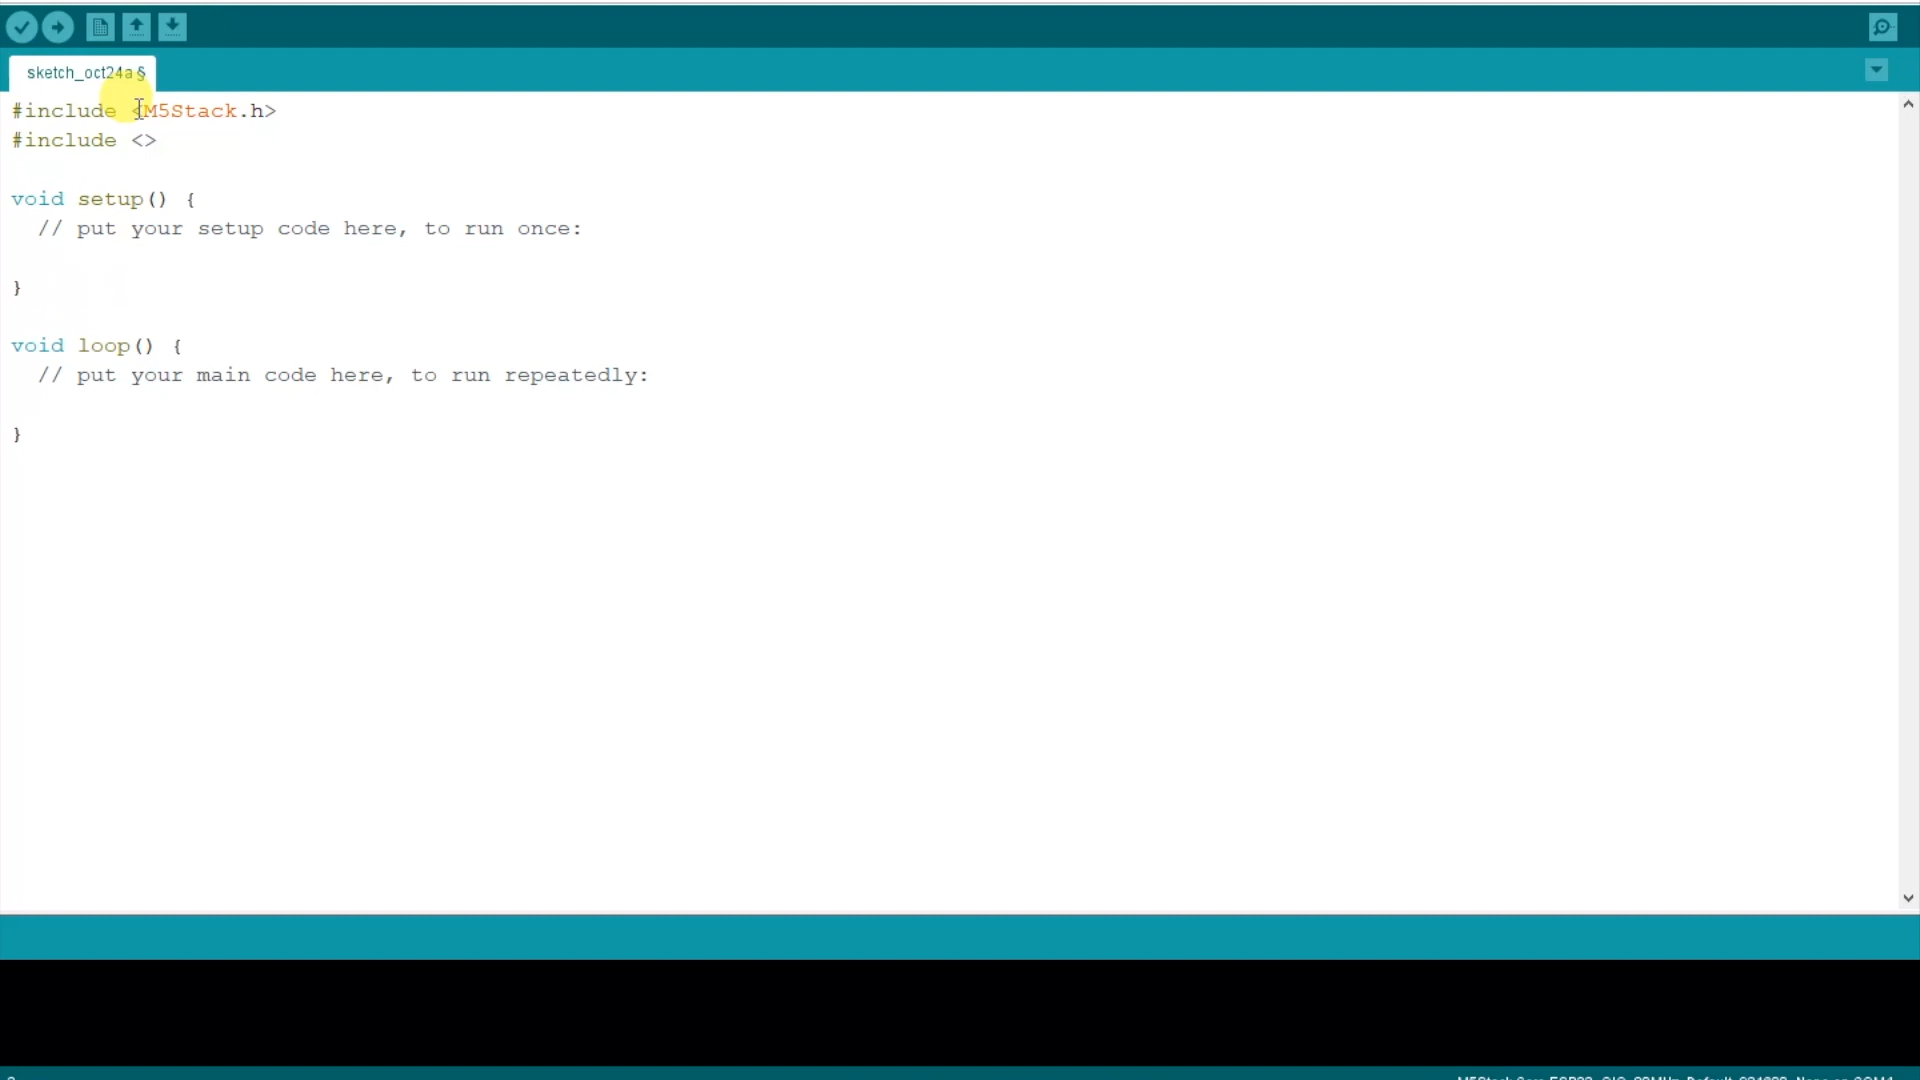 sketch_oct24a §
#include <M5Stack.h>
#include <>
void setup() {
// put your setup code here, to run once:
}
void loop() {
// put your main code here, to run repeatedly:
}